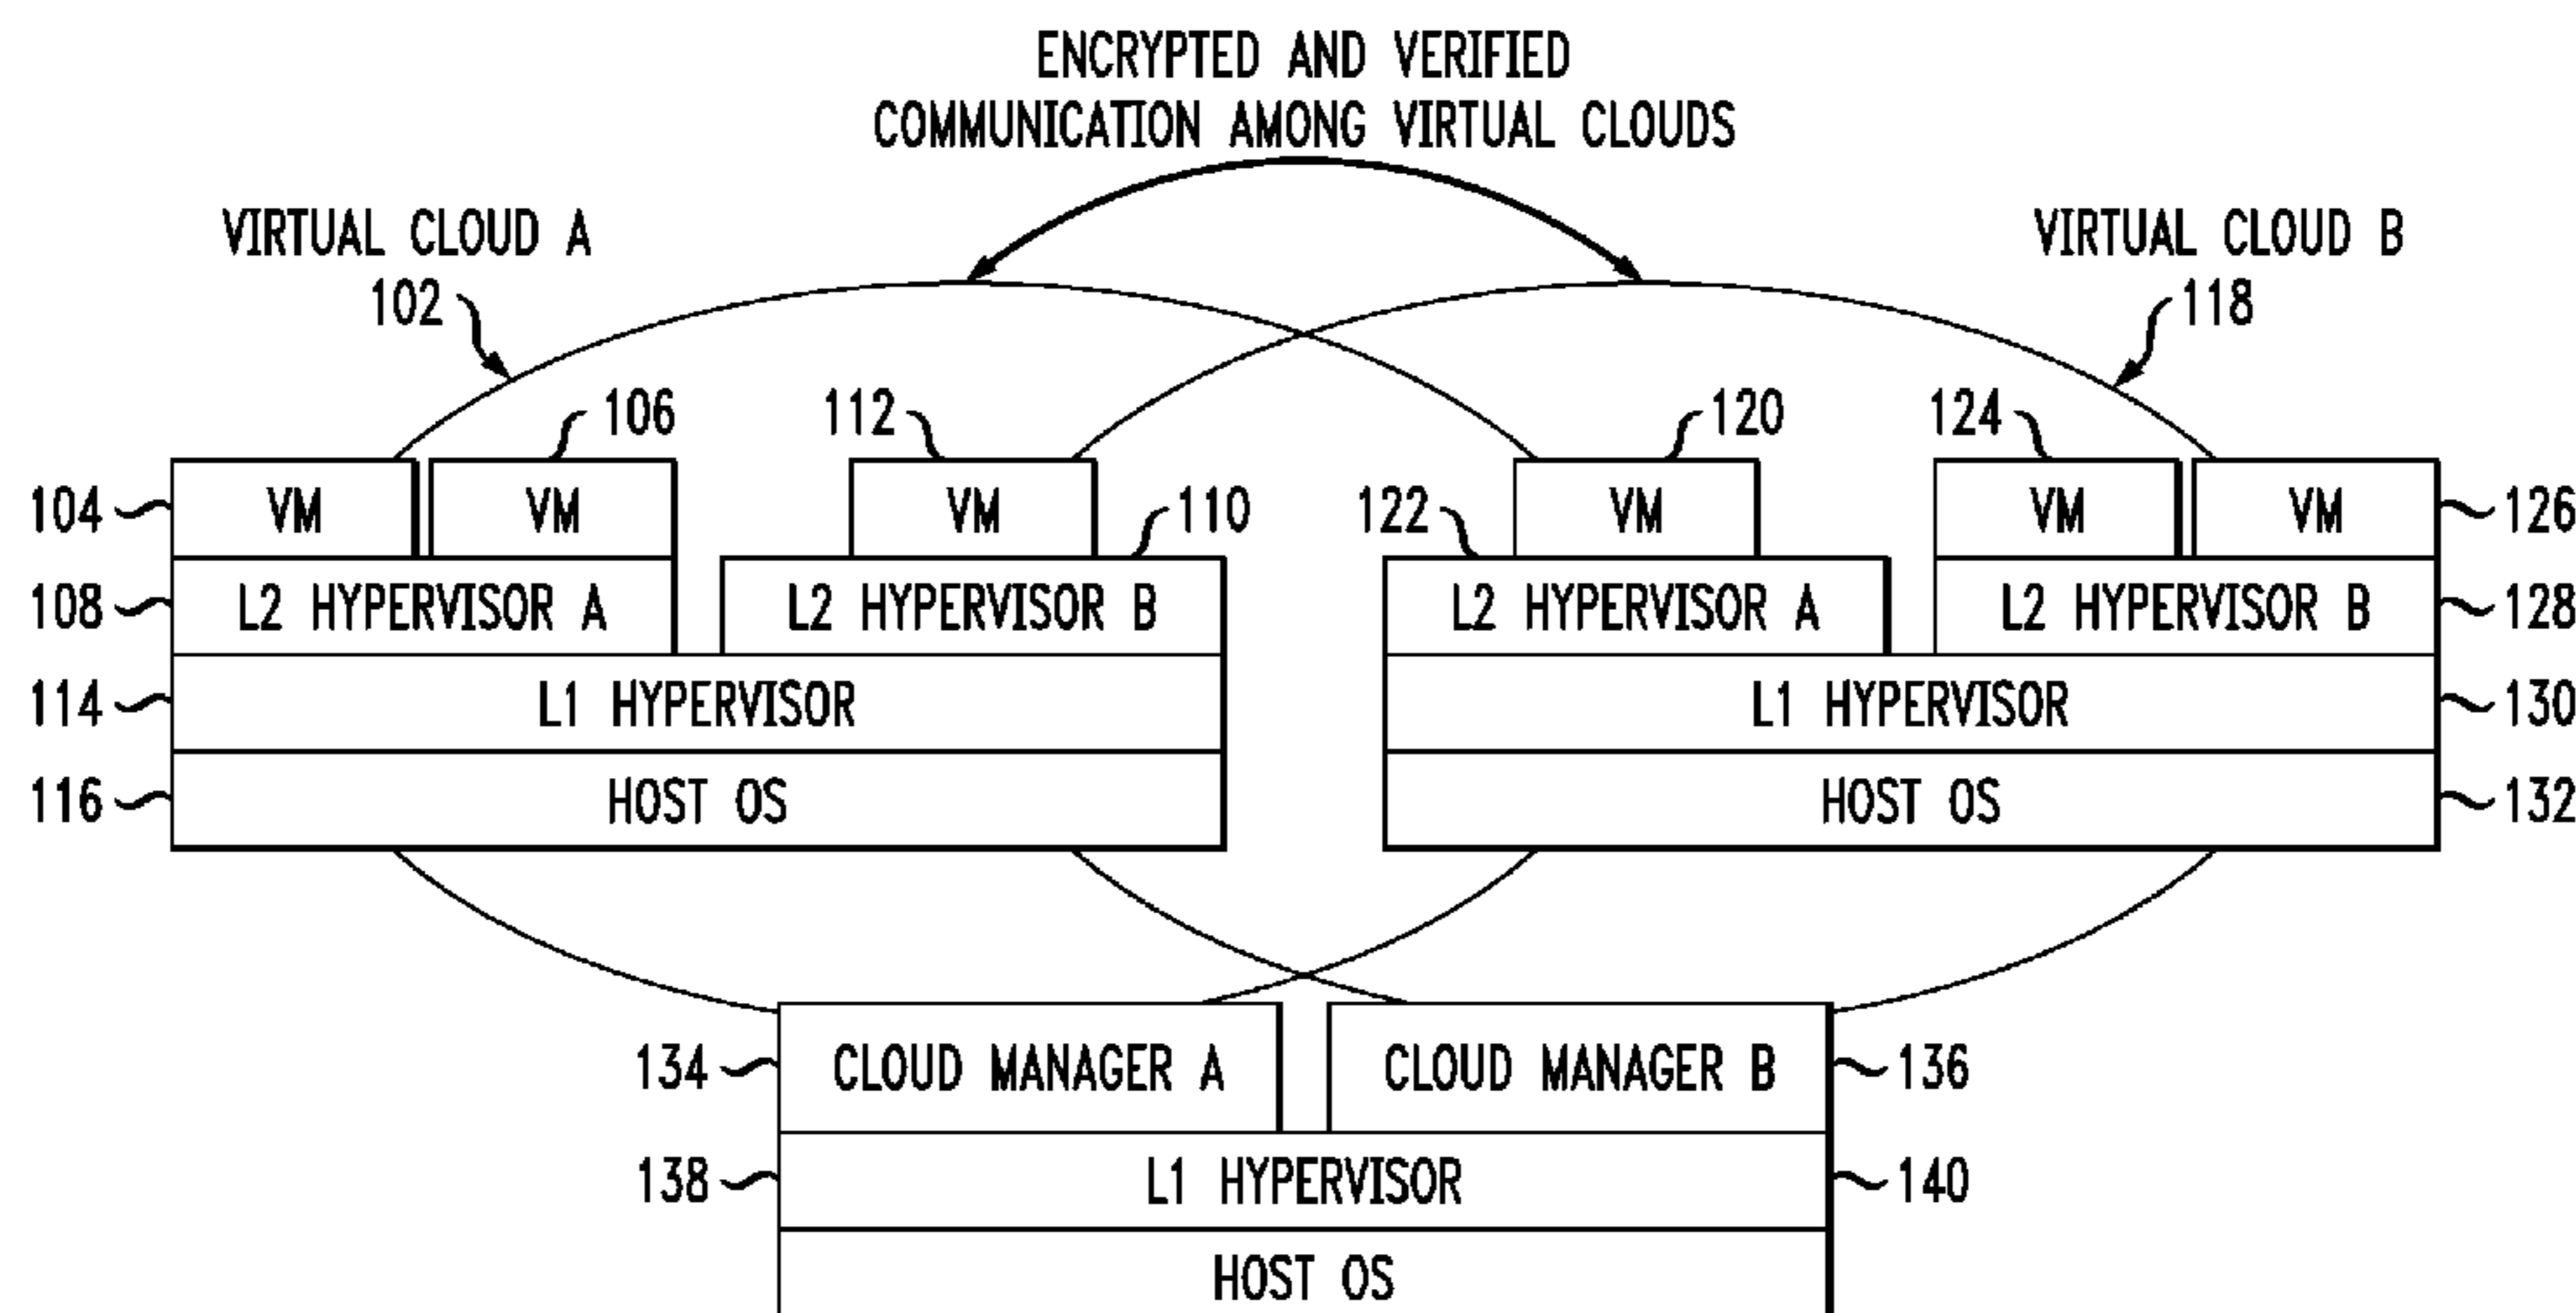 ENCRYPTED AND VERIFIED
COMMUNICATION AMONG VIRTUAL CLOUDS
VIRTUAL CLOUD A
102
VIRTUAL CLOUD B
118
106
112
120
124
104
VM
VM
VM
110
122
VM
VM
VM
126
108
L2 HYPERVISOR A
L2 HYPERVISOR B
L2 HYPERVISOR A
L2 HYPERVISOR B
128
114
L1 HYPERVISOR
L1 HYPERVISOR
130
116
HOST OS
HOST OS
132
134
CLOUD MANAGER A
CLOUD MANAGER B
136
138
L1 HYPERVISOR
140
HOST OS